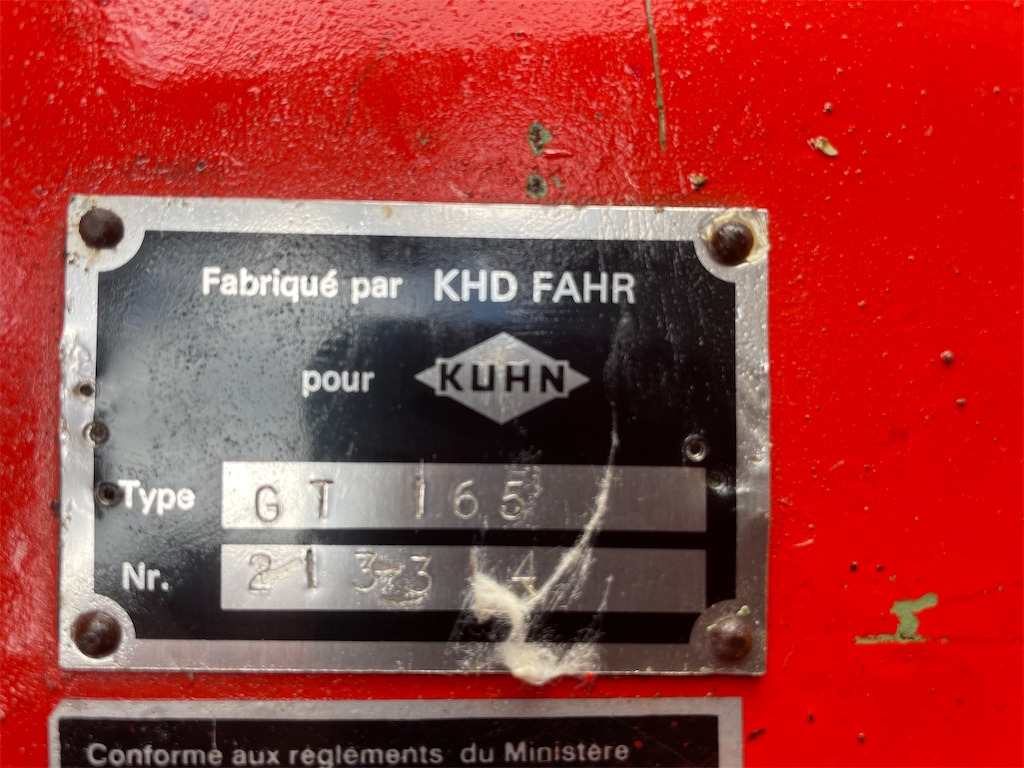 Fabriqué par KHD FAHR
pour KUHN
Type GT 165
Nr.
Conforme aux règlements du Ministère